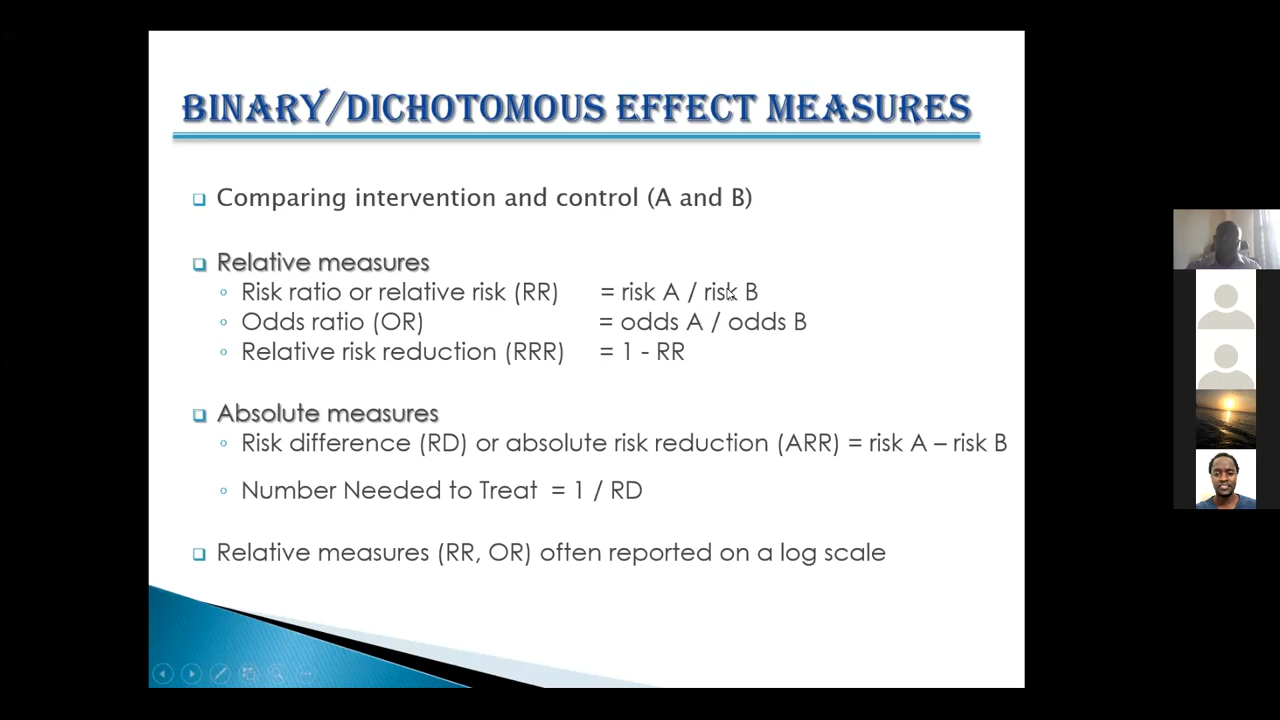 BINARY/DICHOTOMOUS EFFECT MEASURES
Comparing intervention and control (A and B)
Relative measures
Risk ratio or relative risk (RR) = risk A / risk B
Odds ratio (OR) = odds A / odds B
Relative risk reduction (RRR) = 1 - RR
Absolute measures
Risk difference (RD) or absolute risk reduction (ARR) = risk A – risk B
Number Needed to Treat = 1 / RD
Relative measures (RR, OR) often reported on a log scale